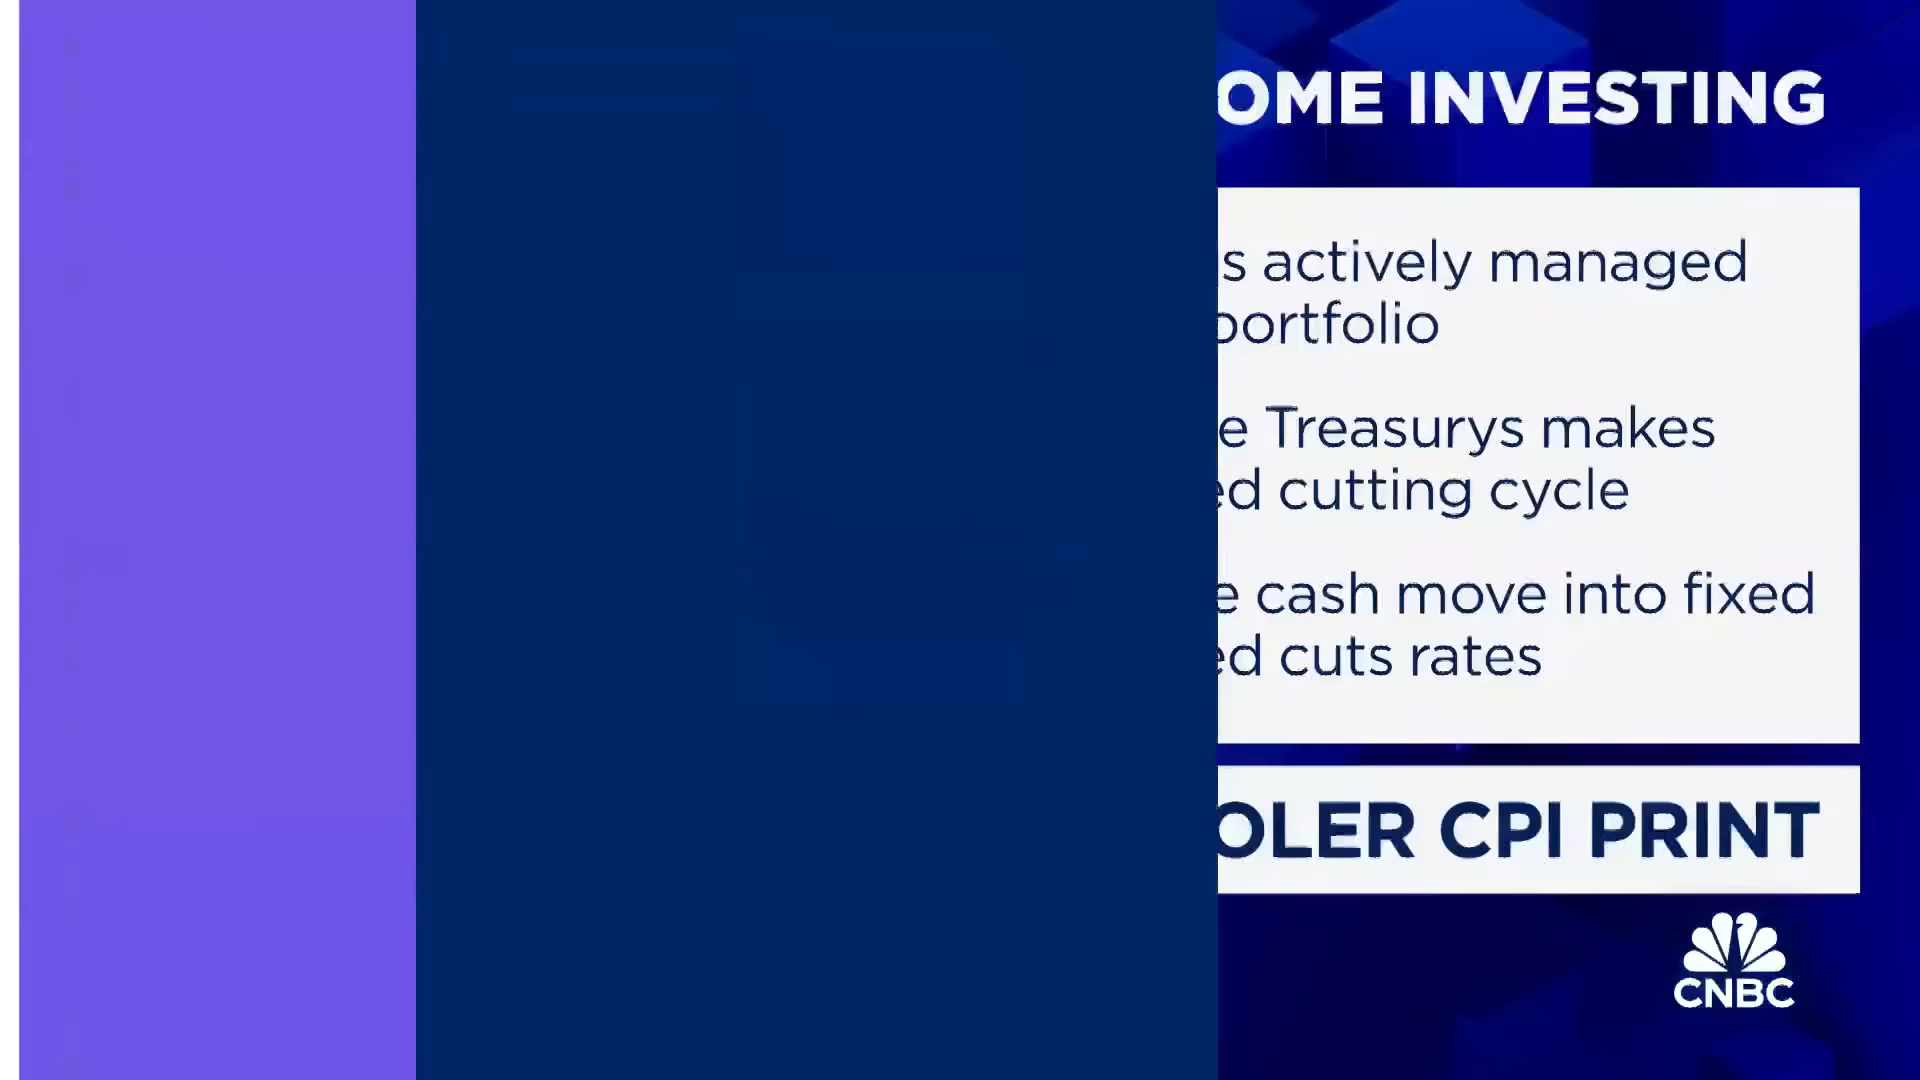 OME INVESTING
s actively managed
portfolio
e Treasurys makes
ed cutting cycle
e cash move into fixed
ed cuts rates
OLER CPI PRINT
CNBC